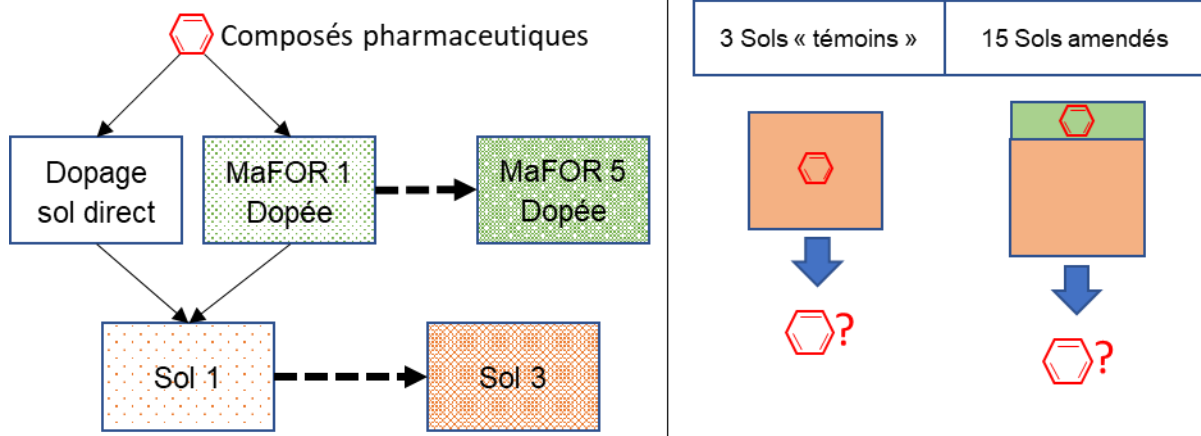 Composés pharmaceutiques
Dopage
sol direct
MaFOR 1
Dopée
MaFOR 5
Dopée
Sol 1
Sol 3
3 Sols « témoins »
15 Sols amendés
?
?